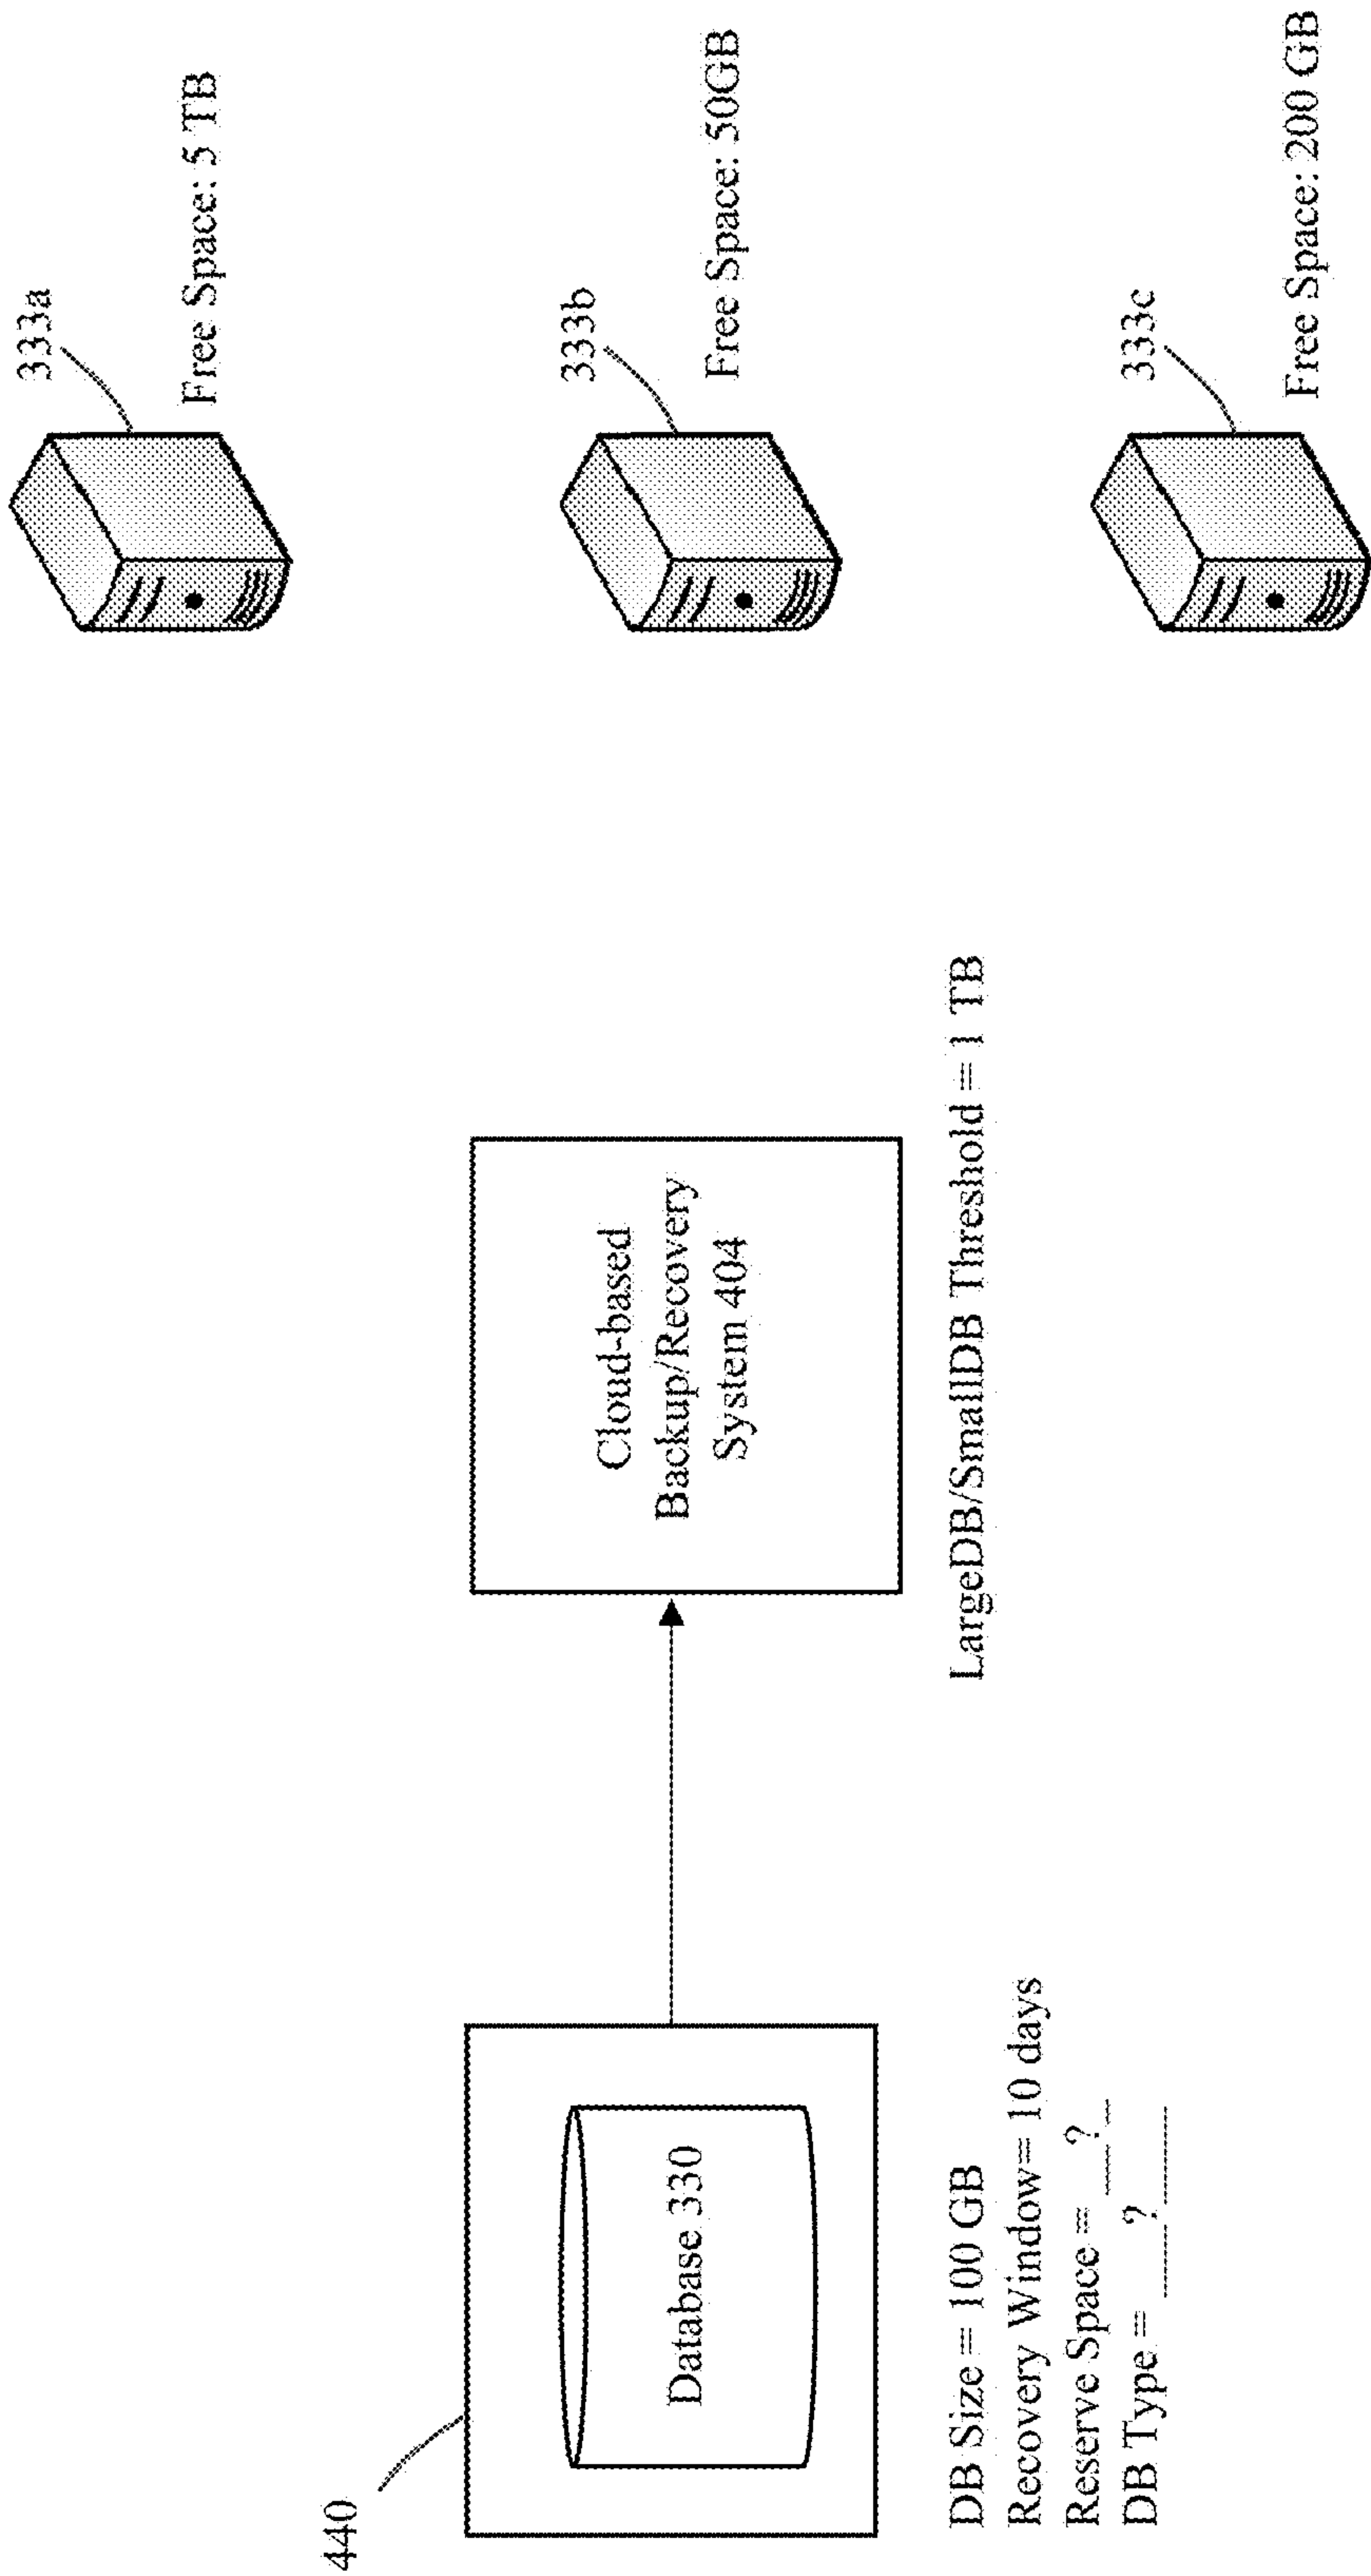 440
Database 330
DB Size = 100 GB
Recovery Window= 10 days
Reserve Space = __?_
DB Type = ___?_____
Cloud-based
Backup/Recovery
System 404
LargeDB/SmallDB Threshold = 1 TB
333a
Free Space: 5 TB
333b
Free Space: 50GB
333c
Free Space: 200 GB